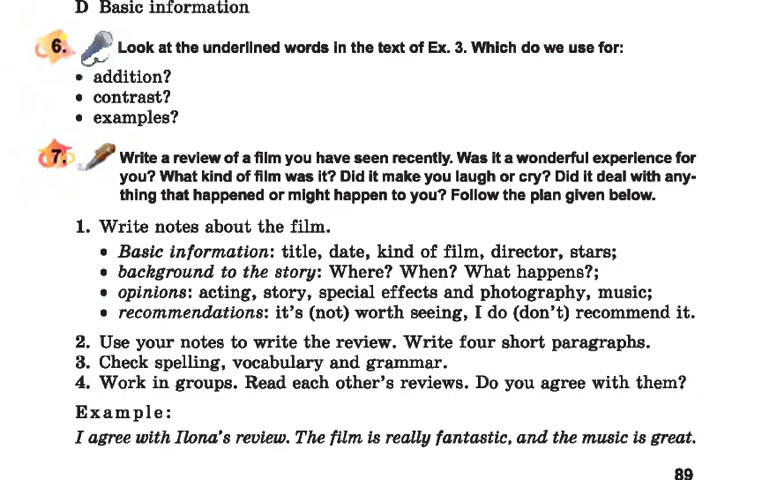 D Basic information
6. Look at the underlined words in the text of Ex. 3. Which do we use for:
• addition?
• contrast?
• examples?
7. Write a review of a film you have seen recently. Was it a wonderful experience for
you? What kind of film was it? Did it make you laugh or cry? Did it deal with any-
thing that happened or might happen to you? Follow the plan given below.
1. Write notes about the film.
• Basic information: title, date, kind of film, director, stars;
• background to the story: Where? When? What happens?;
• opinions: acting, story, special effects and photography, music;
• recommendations: it's (not) worth seeing, I do (don't) recommend it.
2. Use your notes to write the review. Write four short paragraphs.
3. Check spelling, vocabulary and grammar.
4. Work in groups. Read each other's reviews. Do you agree with them?
Example:
I agree with Ilona's review. The film is really fantastic, and the music is great.
89